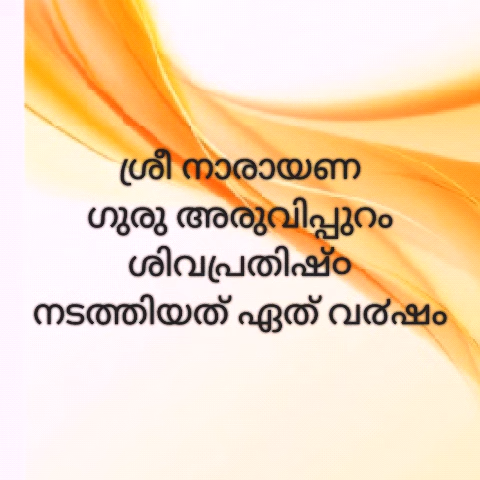 ശ്രീ നാരായണ
ഗുരു അരുവിപ്പുറം
ശിവപ്രതിഷ്ഠ
നടത്തിയത് ഏത് വർഷം